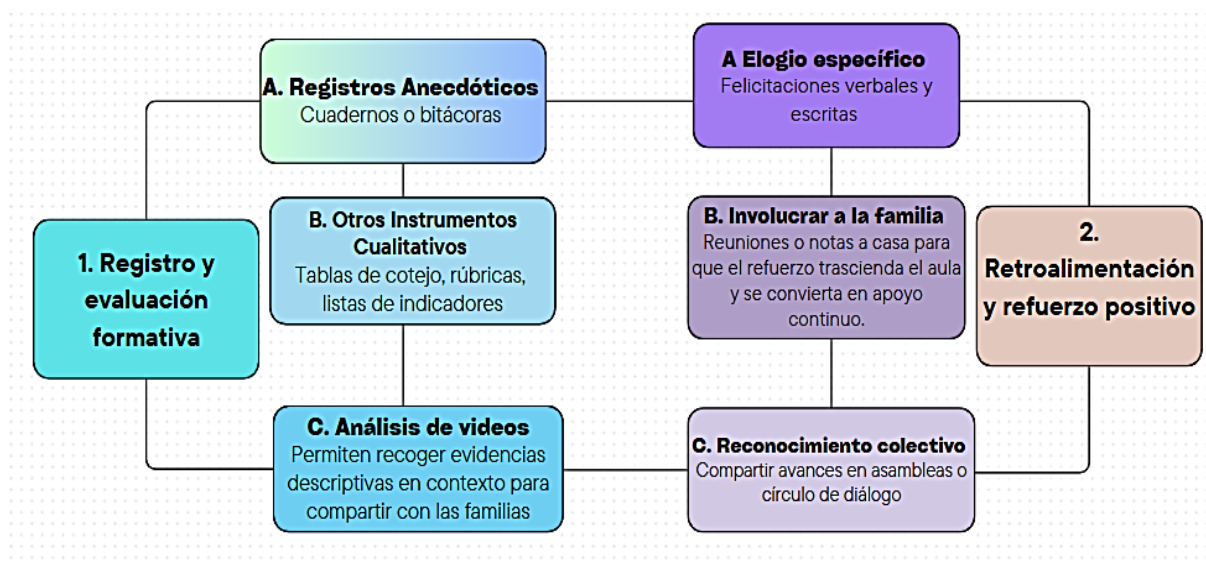 1. Registro y
evaluación
formativa
A. Registros Anecdóticos
Cuadernos o bitácoras
B. Otros Instrumentos
Cualitativos
Tablas de cotejo, rúbricas,
listas de indicadores
C. Análisis de videos
Permiten recoger evidencias
descriptivas en contexto para
compartir con las familias
A Elogio específico
Felicitaciones verbales y
escritas
B. Involucrar a la familia
Reuniones o notas a casa para
que el refuerzo trascienda el aula
y se convierta en apoyo
continuo.
C. Reconocimiento colectivo
Compartir avances en asambleas o
círculo de diálogo
2.
Retroalimentación
y refuerzo positivo